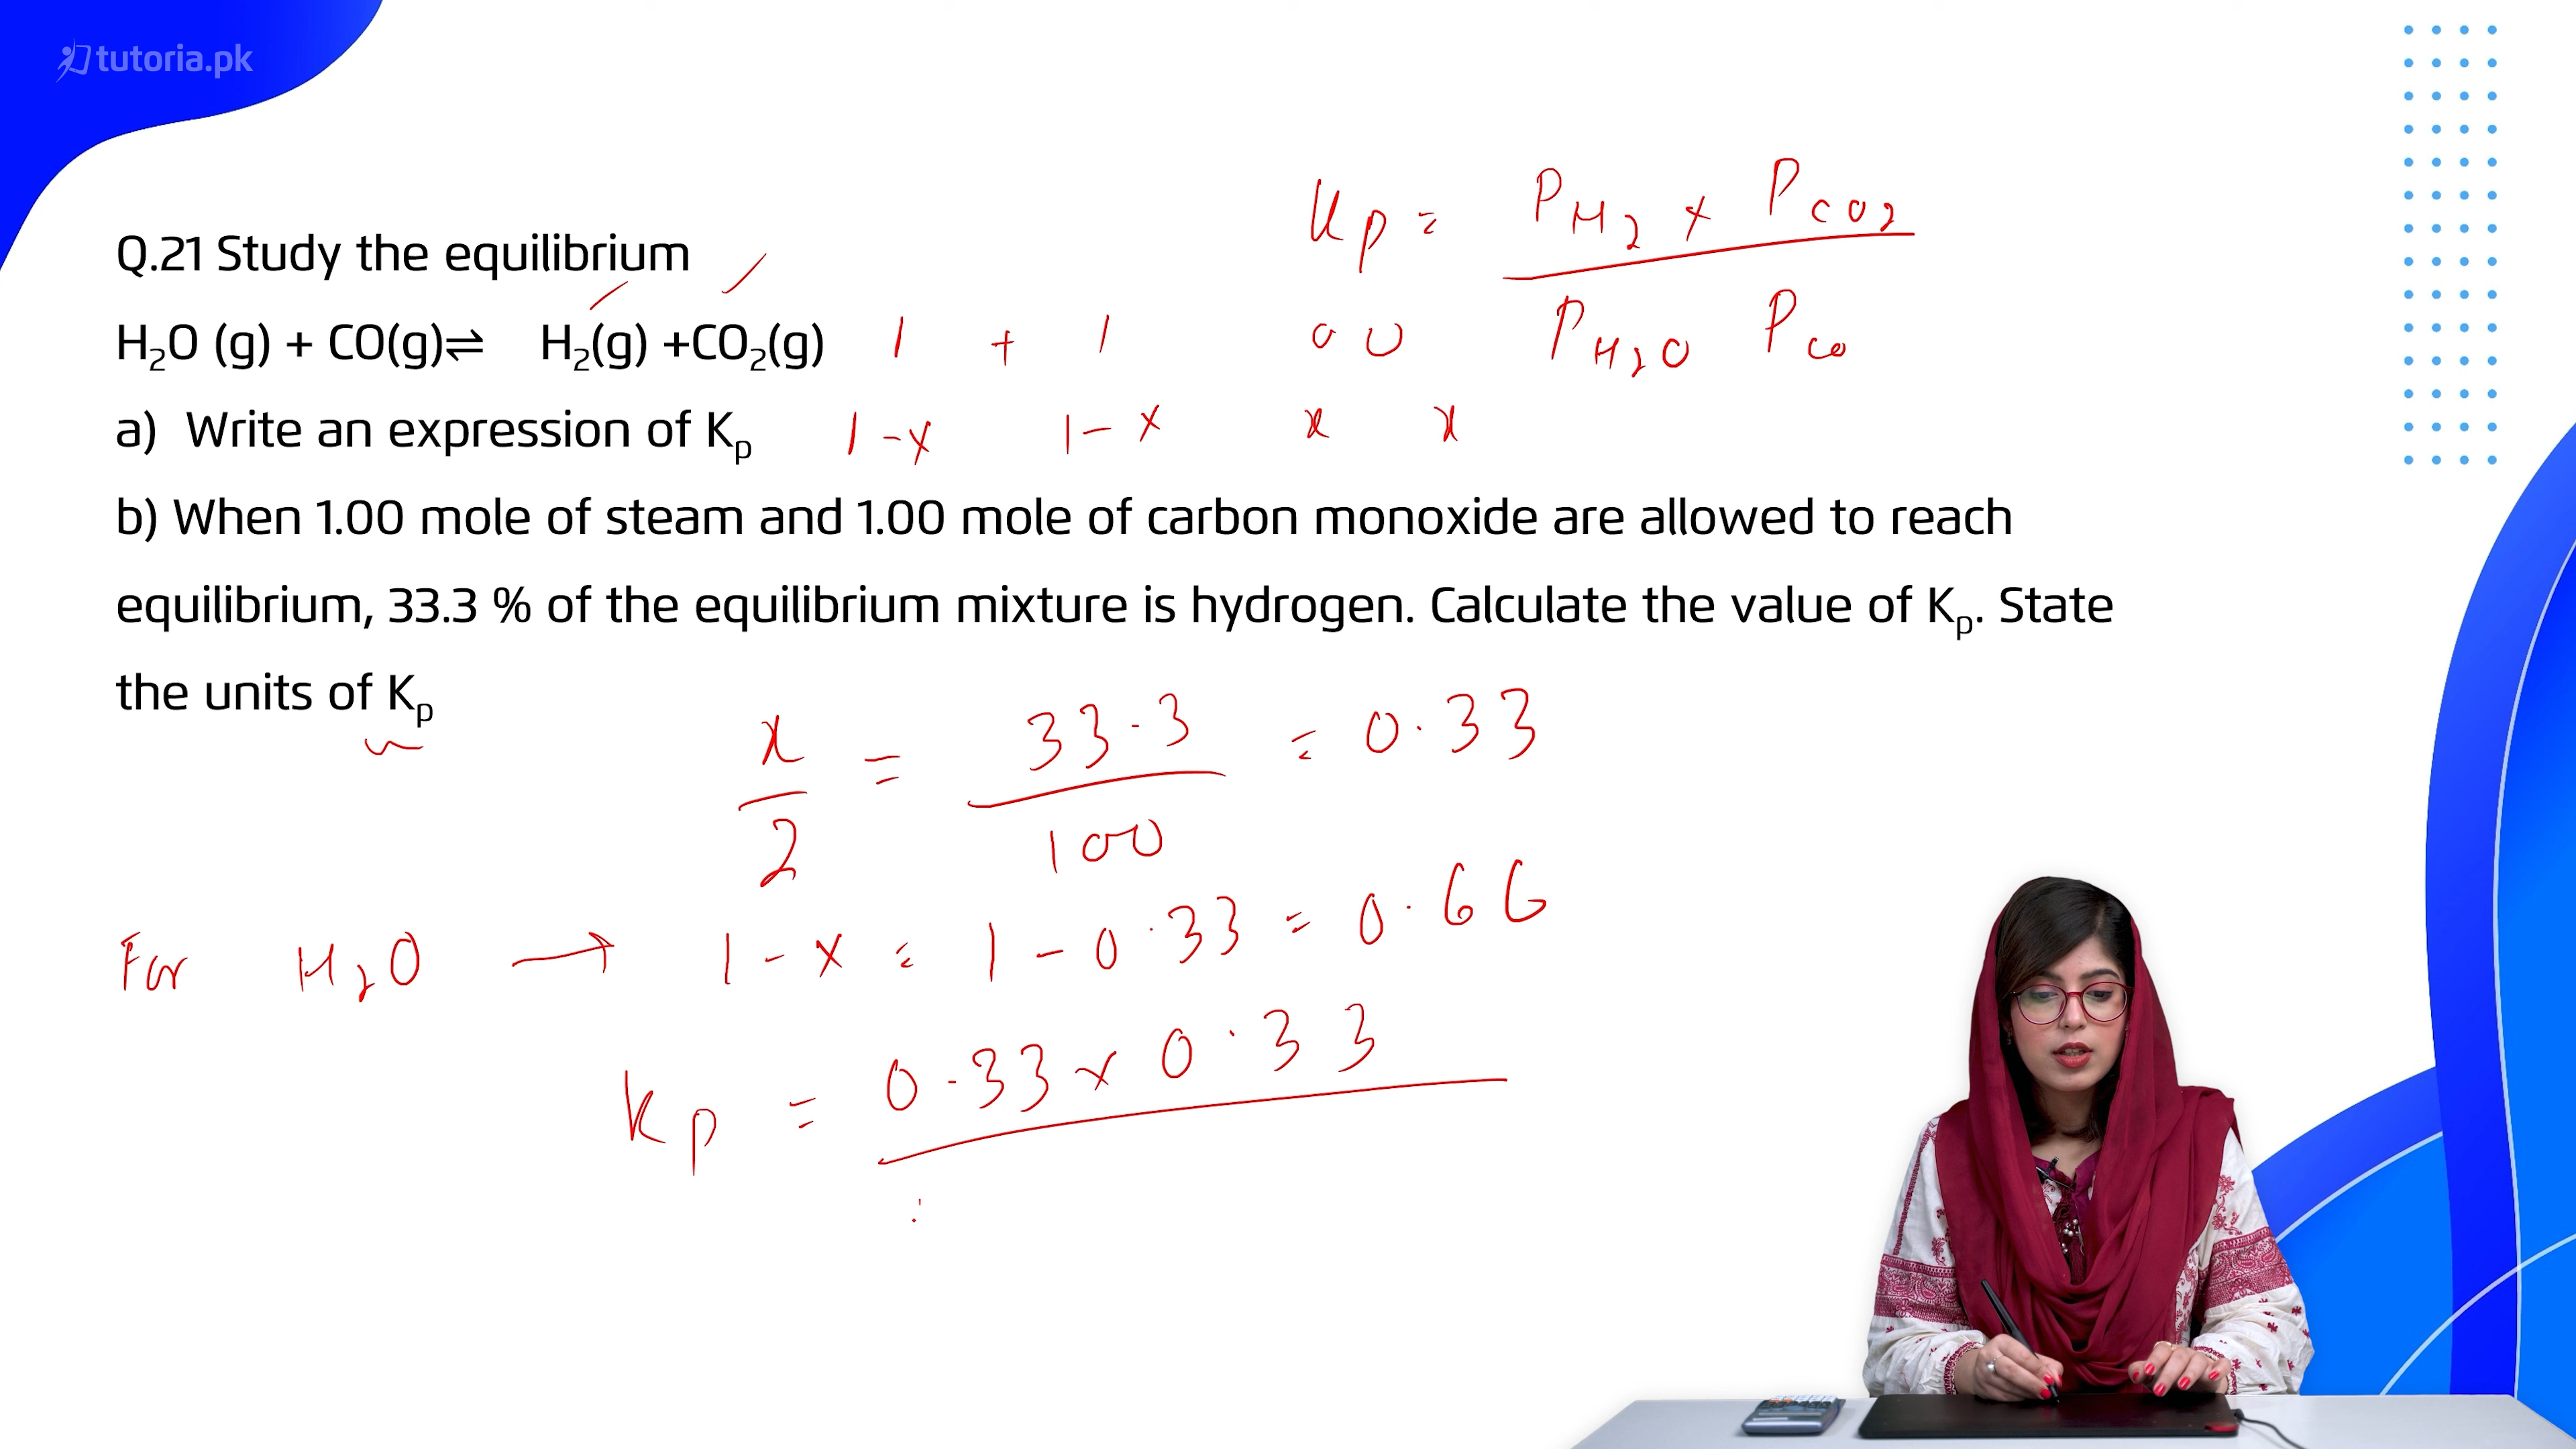 tutoria.pk
Kp = PH2 x PCO2
PH2O PCO
Q.21 Study the equilibrium
H₂O (g) + CO(g)⇌ H₂(g) +CO₂(g) 1 + 1 0 0
a) Write an expression of Kp 1-x 1-x x x
b) When 1.00 mole of steam and 1.00 mole of carbon monoxide are allowed to reach
equilibrium, 33.3 % of the equilibrium mixture is hydrogen. Calculate the value of Kp. State
the units of Kp
x/2 = 33.3/100 = 0.33
For H2O → 1-x = 1-0.33 = 0.66
Kp = 0.33 x 0.33